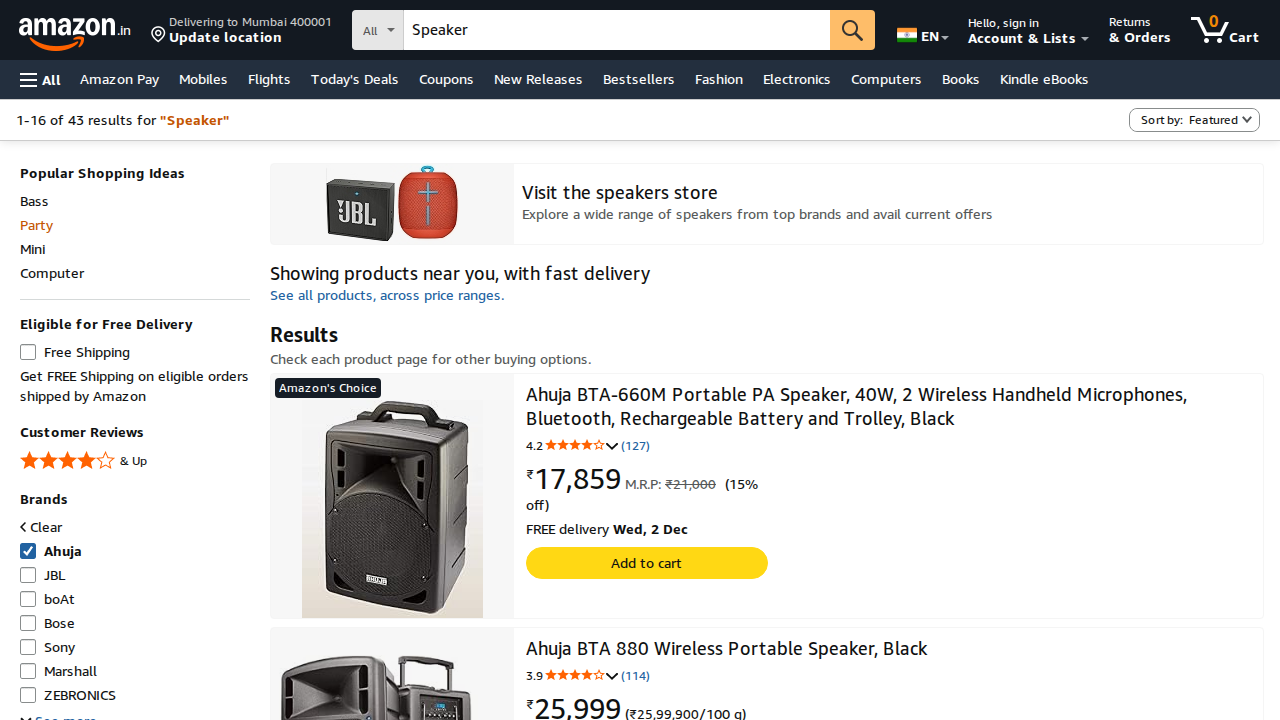 amazon.in
Delivering to Mumbai 400001
Update location
All
Speaker
EN
Hello, sign in
Account & Lists
Returns
& Orders
0
Cart
All
Amazon Pay
Mobiles
Flights
Today's Deals
Coupons
New Releases
Bestsellers
Fashion
Electronics
Computers
Books
Kindle eBooks
1-16 of 43 results for "Speaker"
Sort by: Featured
Popular Shopping Ideas
Bass
Party
Mini
Computer
Eligible for Free Delivery
Free Shipping
Get FREE Shipping on eligible orders
shipped by Amazon
Customer Reviews
& Up
Brands
Clear
Ahuja
JBL
boAt
Bose
Sony
Marshall
ZEBRONICS
See more
JBL
Visit the speakers store
Explore a wide range of speakers from top brands and avail current offers
Showing products near you, with fast delivery
See all products, across price ranges.
Results
Check each product page for other buying options.
Amazon's Choice
AHUJA
Ahuja BTA-660M Portable PA Speaker, 40W, 2 Wireless Handheld Microphones,
Bluetooth, Rechargeable Battery and Trolley, Black
4.2 (127)
₹17,859 M.R.P: ₹21,000 (15%
off)
FREE delivery Wed, 2 Dec
Add to cart
Ahuja BTA 880 Wireless Portable Speaker, Black
3.9 (114)
₹25,999 (₹25,99,900/100 g)